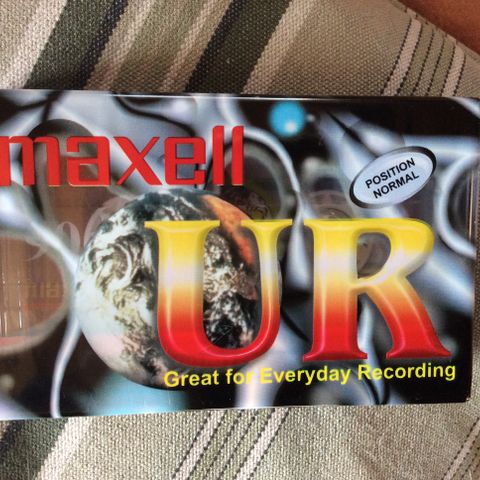 maxell
POSITION
NORMAL
UR
Great for Everyday Recording